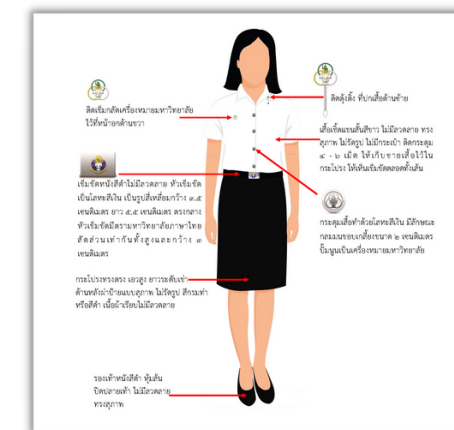 ติดเข็มกลัดเครื่องหมายมหาวิทยาลัย
ไว้ที่หน้าอกด้านขวา
ติดตุ้งติ้ง ที่ปกเสื้อด้านซ้าย
เสื้อเชิ้ตแขนสั้นสีขาว ไม่มีลวดลาย ทรง
สุภาพ ไม่รัดรูป ไม่มีกระเป๋า ติดกระดุม
๔ - ๖ เม็ด ให้เก็บชายเสื้อไว้ใน
กระโปรง ให้เห็นเข็มขัดตลอดทั้งเส้น
เข็มขัดหนังสีดำไม่มีลวดลาย หัวเข็มขัด
เป็นโลหะสีเงิน เป็นรูปสี่เหลี่ยมกว้าง ๓.๕
เซนติเมตร ยาว ๕.๕ เซนติเมตร ตรงกลาง
หัวเข็มขัดมีตรามหาวิทยาลัยภาษาไทย
สัดส่วนเท่ากันทั้งสูงและกว้าง ๓
เซนติเมตร
กระดุมเสื้อทำด้วยโลหะสีเงิน มีลักษณะ
กลมมนขอบเกลี้ยงขนาด ๒ เซนติเมตร
ปั๊มนูนเป็นเครื่องหมายมหาวิทยาลัย
กระโปรงทรงตรง เอวสูง ยาวระดับเข่า
ด้านหลังผ่าป้ายแบบสุภาพ ไม่รัดรูป สีกรมท่า
หรือสีดำ เนื้อผ้าเรียบไม่มีลวดลาย
รองเท้าหนังสีดำ หุ้มส้น
ปิดปลายเท้า ไม่มีลวดลาย
ทรงสุภาพ